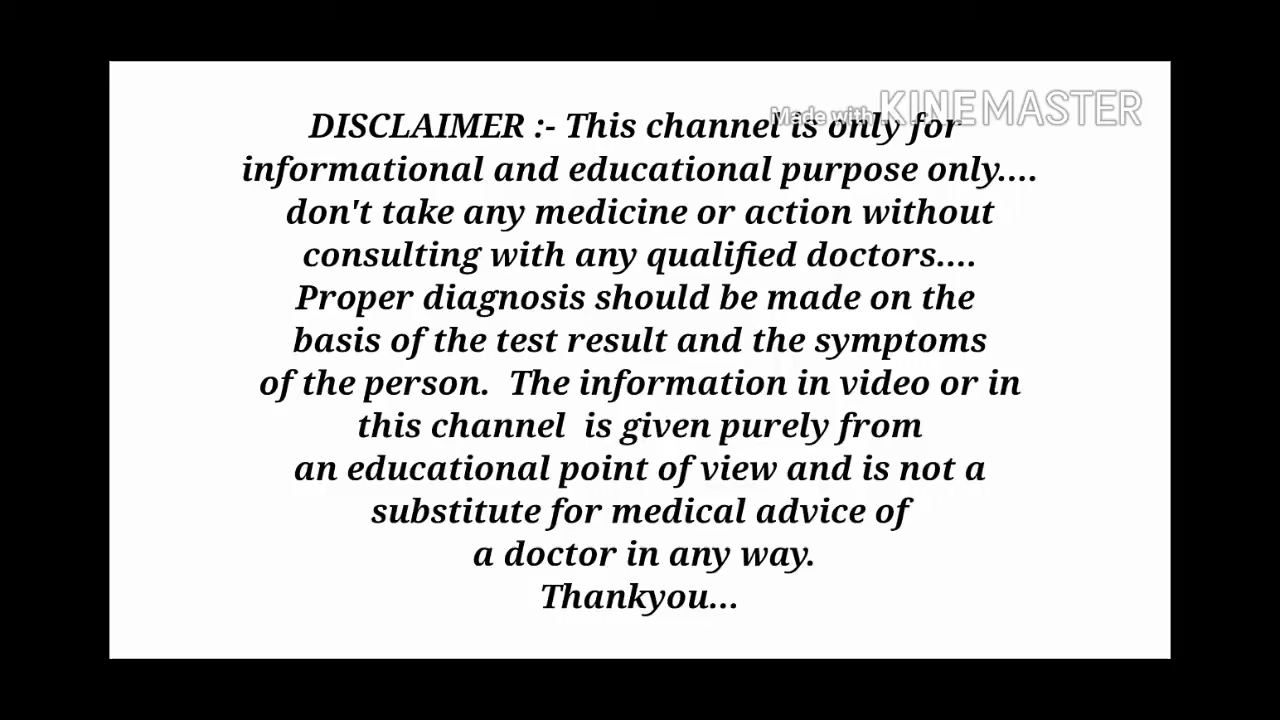 Made with KINEMASTER
DISCLAIMER :- This channel is only for
informational and educational purpose only....
don't take any medicine or action without
consulting with any qualified doctors....
Proper diagnosis should be made on the
basis of the test result and the symptoms
of the person.  The information in video or in
this channel  is given purely from
an educational point of view and is not a
substitute for medical advice of
a doctor in any way.
Thankyou...